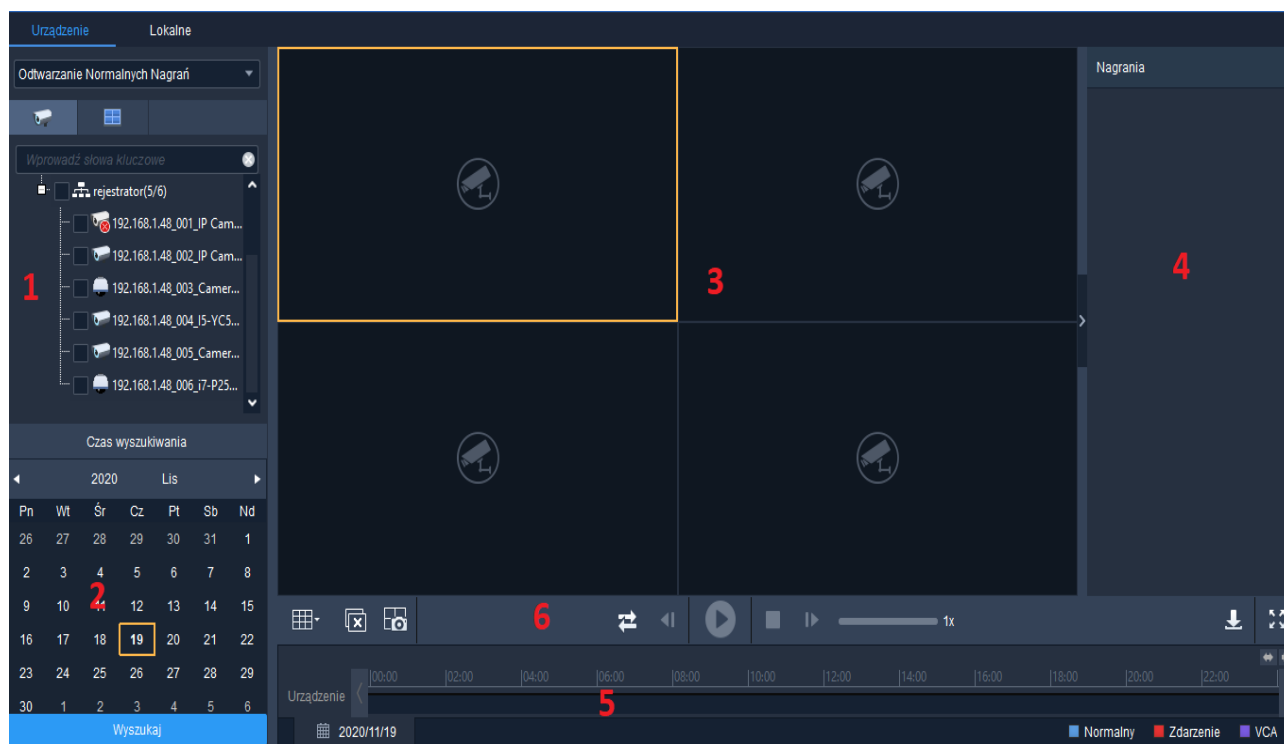 Urządzenie Lokalne
Odtwarzanie Normalnych Nagrań
Wprowadź słowa kluczowe
rejestrator(5/6)
192.168.1.48_001_IP Cam...
192.168.1.48_002_IP Cam...
192.168.1.48_003_Camer...
192.168.1.48_004_I5-YC5...
192.168.1.48_005_Camer...
192.168.1.48_006_i7-P25...
1
Czas wyszukiwania
2020 Lis
Pn Wt Śr Cz Pt Sb Nd
26 27 28 29 30 31 1
2 3 4 5 6 7 8
2
9 10 11 12 13 14 15
16 17 18 19 20 21 22
23 24 25 26 27 28 29
30 1 2 3 4 5 6
Wyszukaj
3
Nagrania
4
6
1x
|00:00 |02:00 |04:00 |06:00 |08:00 |10:00 |12:00 |14:00 |16:00 |18:00 |20:00 |22:00
Urządzenie
5
2020/11/19
Normalny Zdarzenie VCA